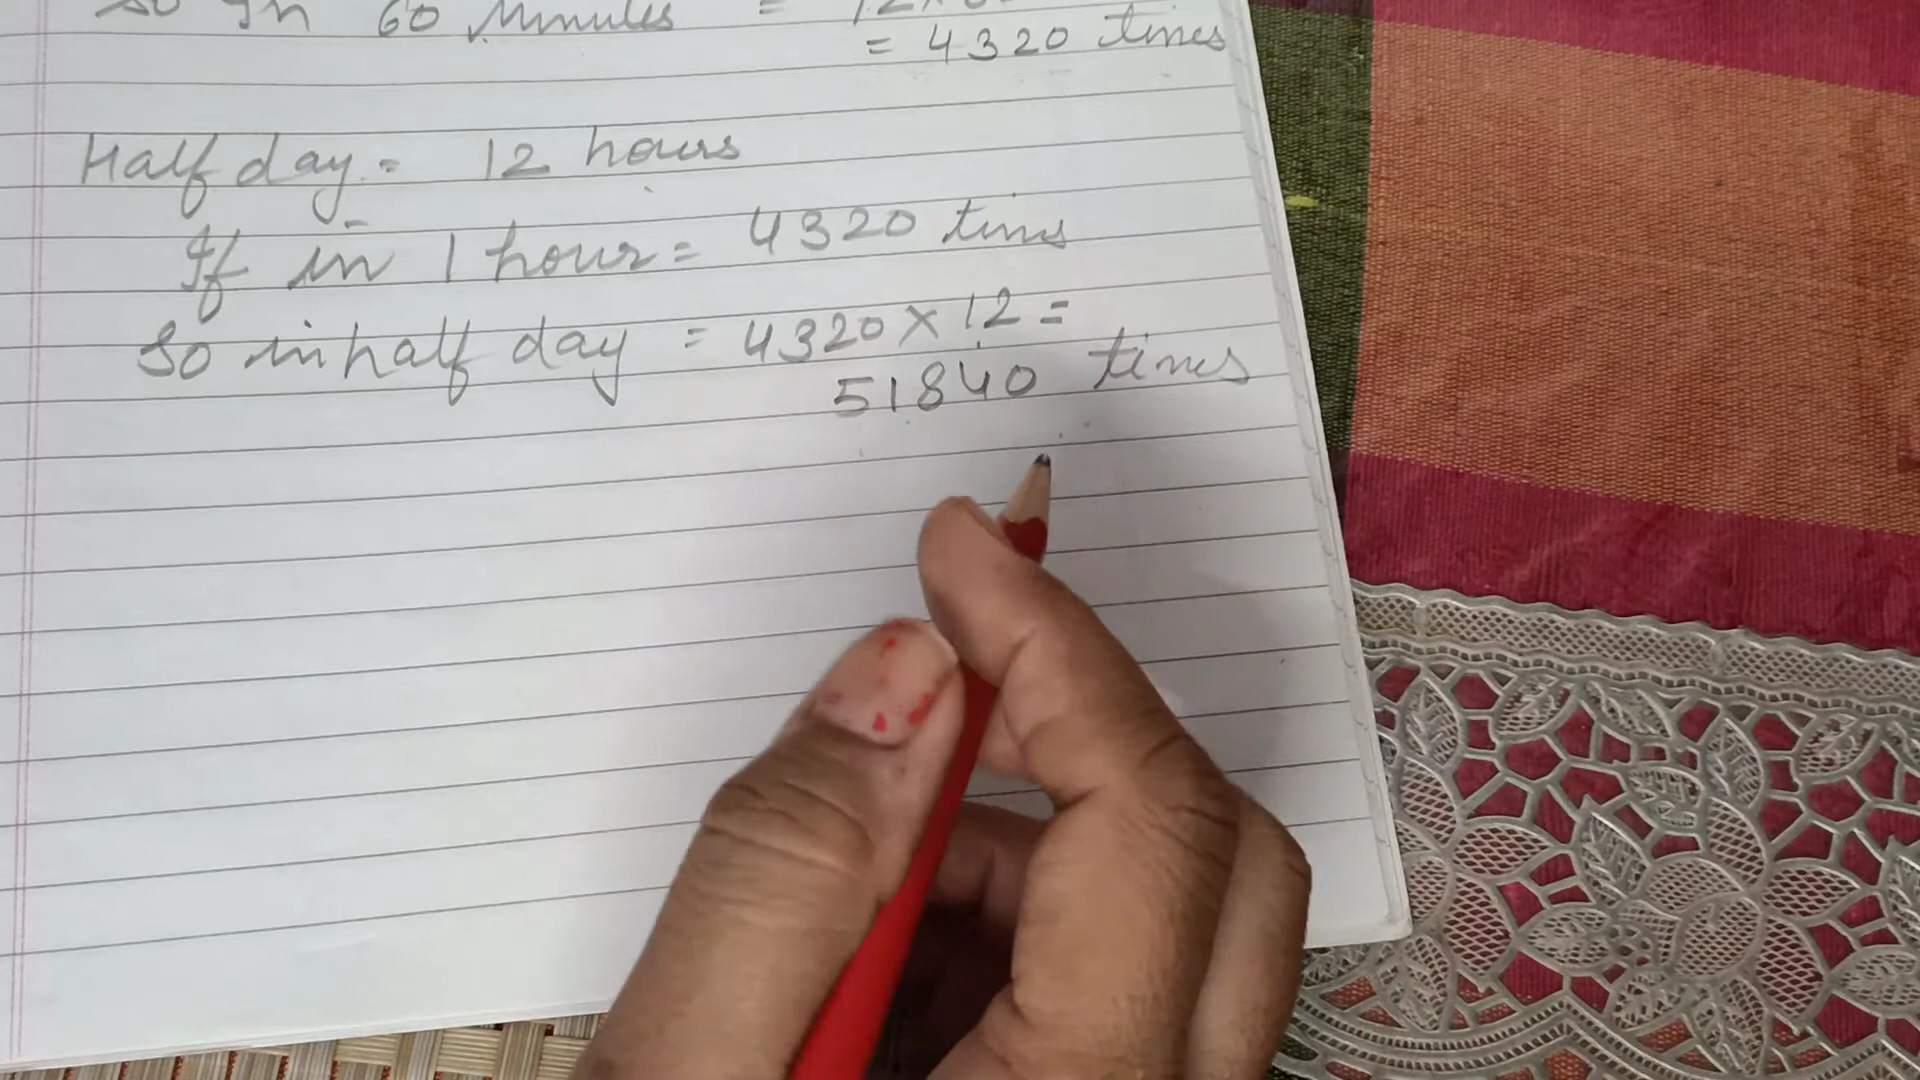 So In 60 Minutes =
= 4320 times
Half day = 12 hours
If in 1 hour = 4320 tims
So in half day = 4320 × 12 =
51840 times